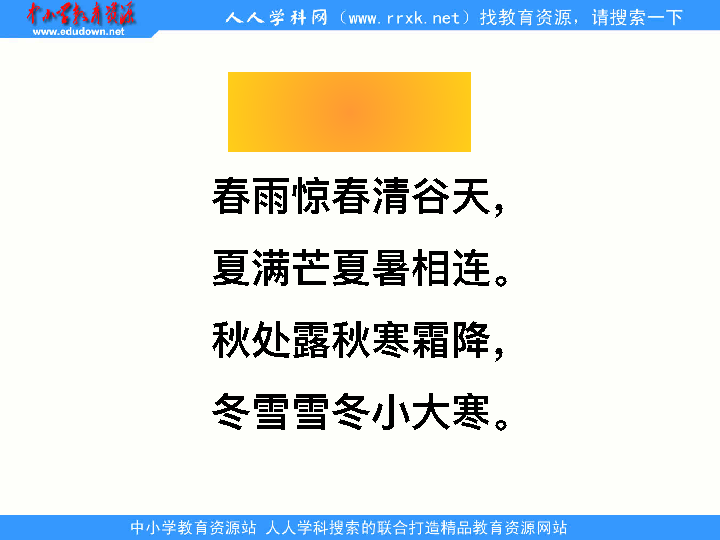 中小学教育资源
www.edudown.net
人人学科网（www.rrxk.net）找教育资源，请搜索一下
春雨惊春清谷天，
夏满芒夏暑相连。
秋处露秋寒霜降，
冬雪雪冬小大寒。
中小学教育资源站 人人学科搜索的联合打造精品教育资源网站